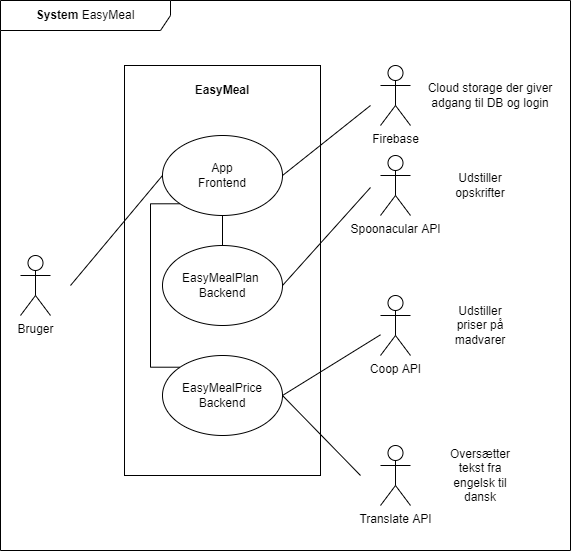 System EasyMeal
EasyMeal
App
Frontend
EasyMealPlan
Backend
EasyMealPrice
Backend
Bruger
Cloud storage der giver
adgang til DB og login
Firebase
Udstiller
opskrifter
Spoonacular API
Udstiller
priser på
madvarer
Coop API
Oversætter
tekst fra
engelsk til
dansk
Translate API